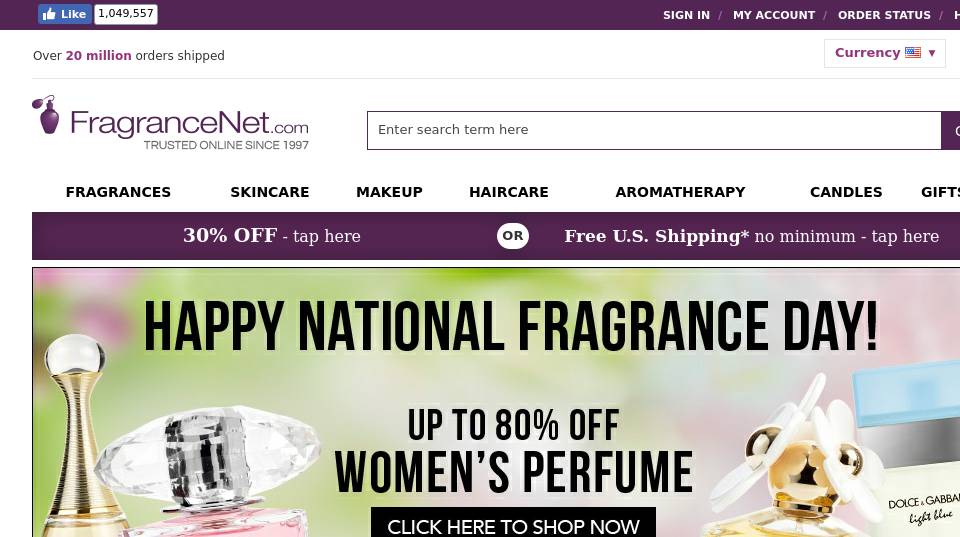 Like 1,049,557
SIGN IN / MY ACCOUNT / ORDER STATUS /
Over 20 million orders shipped
Currency ▼
FragranceNet.com
TRUSTED ONLINE SINCE 1997
Enter search term here
FRAGRANCES SKINCARE MAKEUP HAIRCARE AROMATHERAPY CANDLES GIFTS
30% OFF - tap here OR Free U.S. Shipping* no minimum - tap here
HAPPY NATIONAL FRAGRANCE DAY!
UP TO 80% OFF
WOMEN'S PERFUME
CLICK HERE TO SHOP NOW
DOLCE & GABBA
light blue